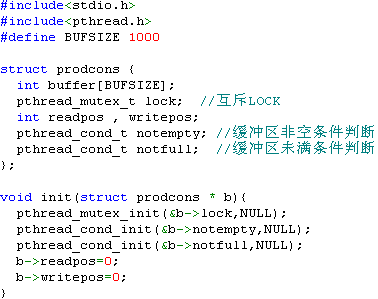 #include<stdio.h>
#include<pthread.h>
#define BUFSIZE 1000
struct prodcons {
int buffer[BUFSIZE];
pthread_mutex_t lock; //互斥LOCK
int readpos , writepos;
pthread_cond_t notempty; //缓冲区非空条件判断
pthread_cond_t notfull; //缓冲区未满条件判断
};
void init(struct prodcons * b){
pthread_mutex_init(&b->lock,NULL);
pthread_cond_init(&b->notempty,NULL);
pthread_cond_init(&b->notfull,NULL);
b->readpos=0;
b->writepos=0;
}